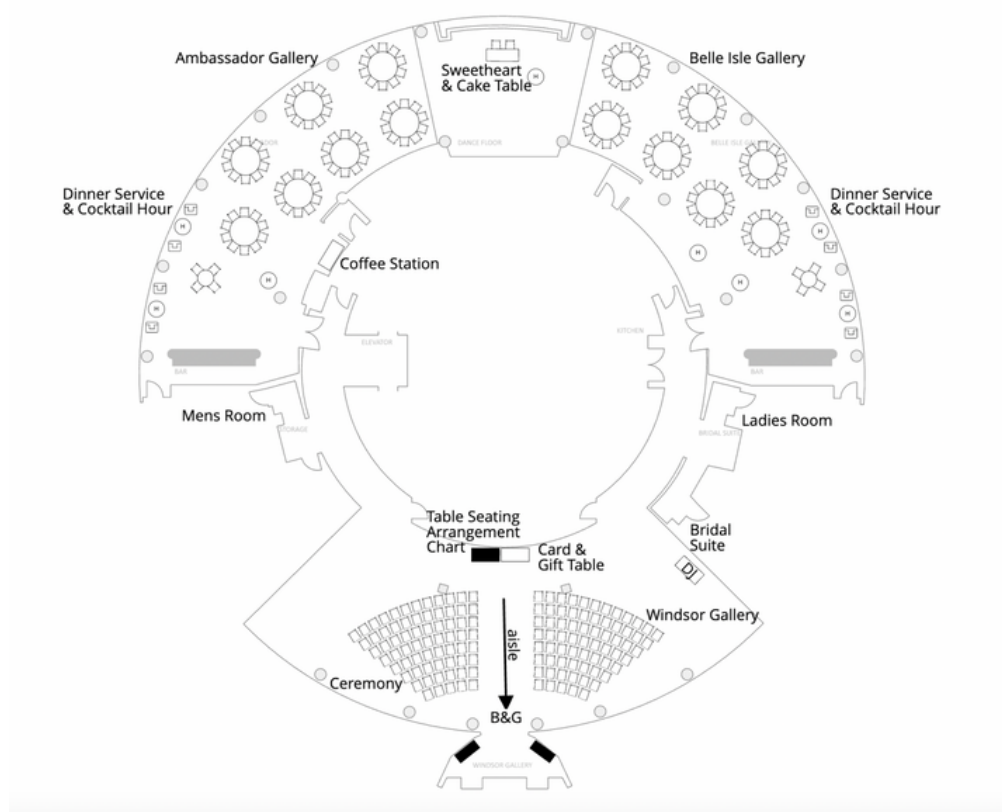 Ambassador Gallery
Belle Isle Gallery
Sweetheart
& Cake Table
H
DANCE FLOOR
Dinner Service
& Cocktail Hour
Dinner Service
& Cocktail Hour
H
H
H
H
H
H
H
H
Coffee Station
ELEVATOR
KITCHEN
BAR
BAR
Mens Room
Ladies Room
STORAGE
BRIDAL SUITE
Table Seating
Arrangement
Chart
Card &
Gift Table
Bridal
Suite
DJ
Windsor Gallery
aisle
Ceremony
B&G
WINDSOR GALLERY